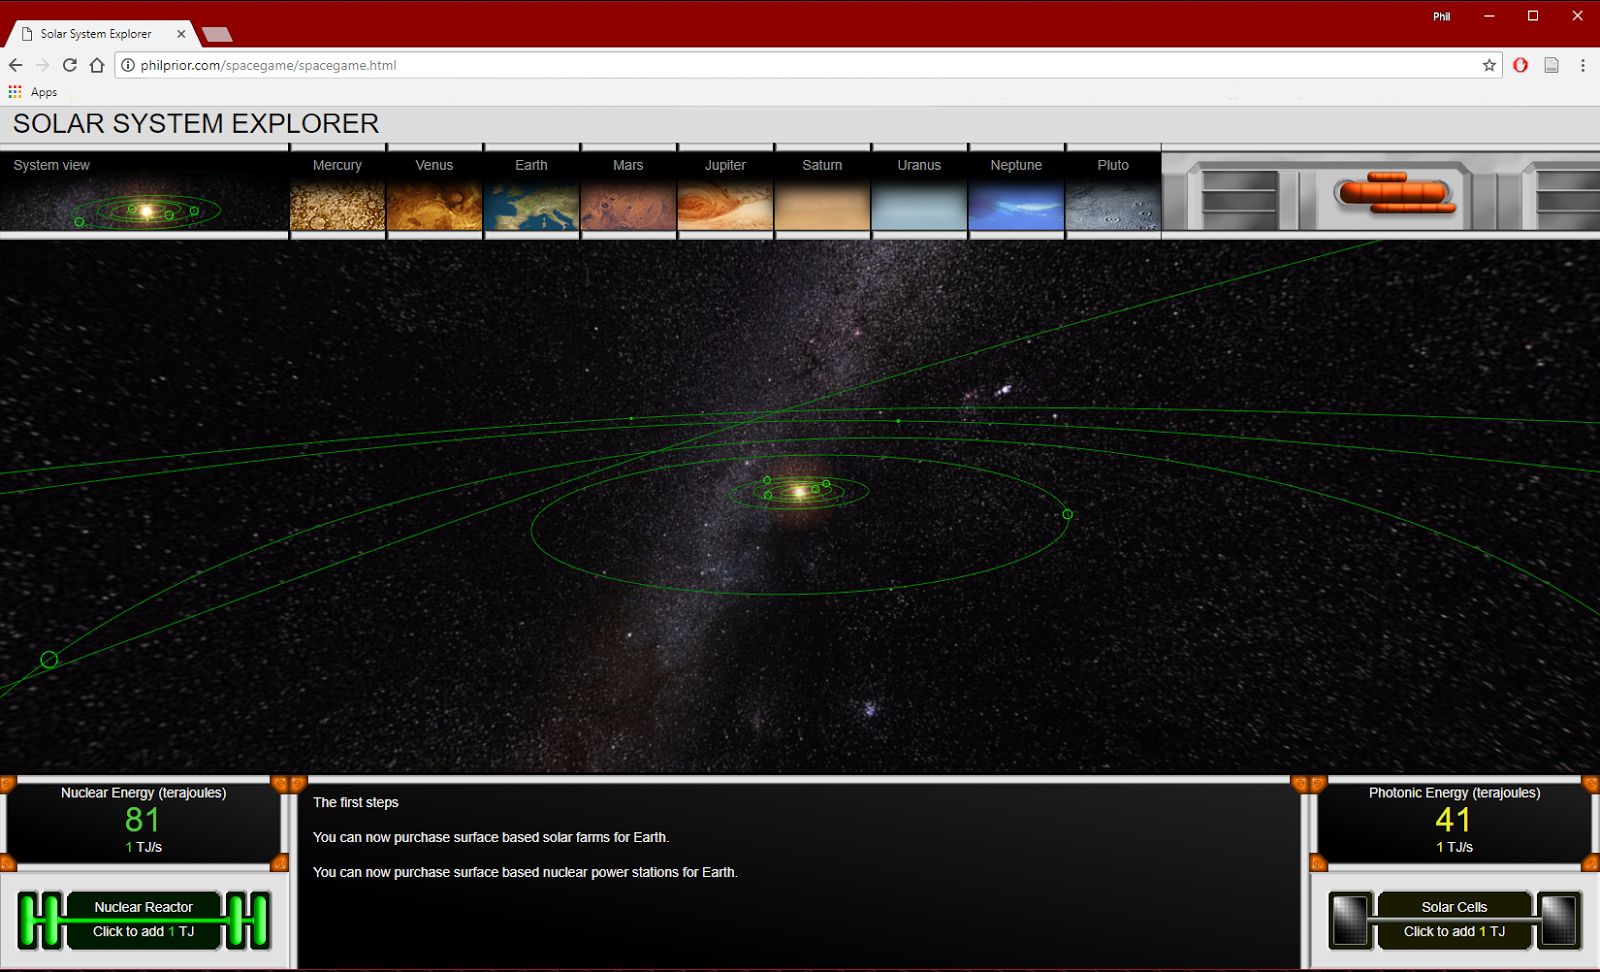 Phil
Solar System Explorer
philprior.com/spacegame/spacegame.html
Apps
SOLAR SYSTEM EXPLORER
System view
Mercury
Venus
Earth
Mars
Jupiter
Saturn
Uranus
Neptune
Pluto
Nuclear Energy (terajoules)
81
1 TJ/s
Nuclear Reactor
Click to add 1 TJ
The first steps
You can now purchase surface based solar farms for Earth.
You can now purchase surface based nuclear power stations for Earth.
Photonic Energy (terajoules)
41
1 TJ/s
Solar Cells
Click to add 1 TJ